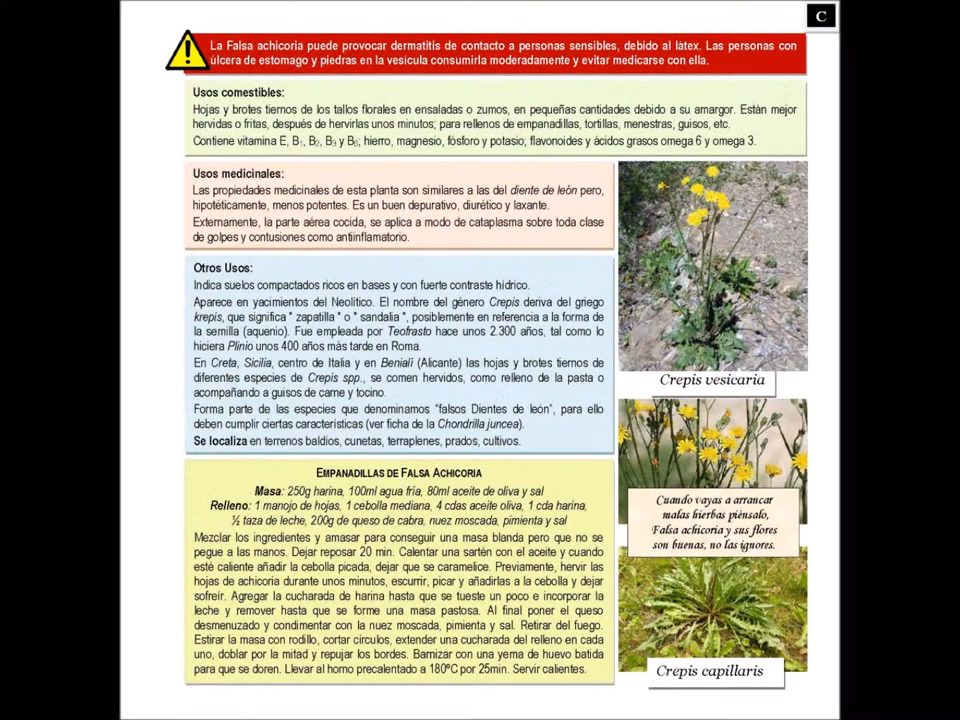 C
La Falsa achicoria puede provocar dermatitis de contacto a personas sensibles, debido al látex. Las personas con
úlcera de estomago y piedras en la vesícula consumirla moderadamente y evitar medicarse con ella.
Usos comestibles:
Hojas y brotes tiernos de los tallos florales en ensaladas o zumos, en pequeñas cantidades debido a su amargor. Están mejor
hervidas o fritas, después de hervirlas unos minutos; para rellenos de empanadillas, tortillas, menestras, guisos, etc.
Contiene vitamina E, B1, B2, B3 y B6; hierro, magnesio, fósforo y potasio; flavonoides y ácidos grasos omega 6 y omega 3.
Usos medicinales:
Las propiedades medicinales de esta planta son similares a las del diente de león pero,
hipotéticamente, menos potentes. Es un buen depurativo, diurético y laxante.
Externamente, la parte aérea cocida, se aplica a modo de cataplasma sobre toda clase
de golpes y contusiones como antiinflamatorio.
Otros Usos:
Indica suelos compactados ricos en bases y con fuerte contraste hídrico.
Aparece en yacimientos del Neolítico. El nombre del género Crepis deriva del griego
krepis, que significa " zapatilla " o " sandalia ", posiblemente en referencia a la forma de
la semilla (aquenio). Fue empleada por Teofrasto hace unos 2.300 años, tal como lo
hiciera Plinio unos 400 años más tarde en Roma.
En Creta, Sicilia, centro de Italia y en Benialí (Alicante) las hojas y brotes tiernos de
diferentes especies de Crepis spp., se comen hervidos, como relleno de la pasta o
acompañando a guisos de carne y tocino.
Forma parte de las especies que denominamos "falsos Dientes de león", para ello
deben cumplir ciertas características (ver ficha de la Chondrilla juncea).
Se localiza en terrenos baldíos, cunetas, terraplenes, prados, cultivos.
EMPANADILLAS DE FALSA ACHICORIA
Masa: 250g harina, 100ml agua fría, 80ml aceite de oliva y sal
Relleno: 1 manojo de hojas, 1 cebolla mediana, 4 cdas aceite oliva, 1 cda harina,
½ taza de leche, 200g de queso de cabra, nuez moscada, pimienta y sal
Mezclar los ingredientes y amasar para conseguir una masa blanda pero que no se
pegue a las manos. Dejar reposar 20 min. Calentar una sartén con el aceite y cuando
esté caliente añadir la cebolla picada, dejar que se caramelice. Previamente, hervir las
hojas de achicoria durante unos minutos, escurrir, picar y añadirlas a la cebolla y dejar
sofreír. Agregar la cucharada de harina hasta que se tueste un poco e incorporar la
leche y remover hasta que se forme una masa pastosa. Al final poner el queso
desmenuzado y condimentar con la nuez moscada, pimienta y sal. Retirar del fuego.
Estirar la masa con rodillo, cortar círculos, extender una cucharada del relleno en cada
uno, doblar por la mitad y repujar los bordes. Barnizar con una yema de huevo batida
para que se doren. Llevar al horno precalentado a 180ºC por 25min. Servir calientes.
Crepis vesicaria
Cuando vayas a arrancar
malas hierbas piénsalo,
Falsa achicoria y sus flores
son buenas, no las ignores.
Crepis capillaris